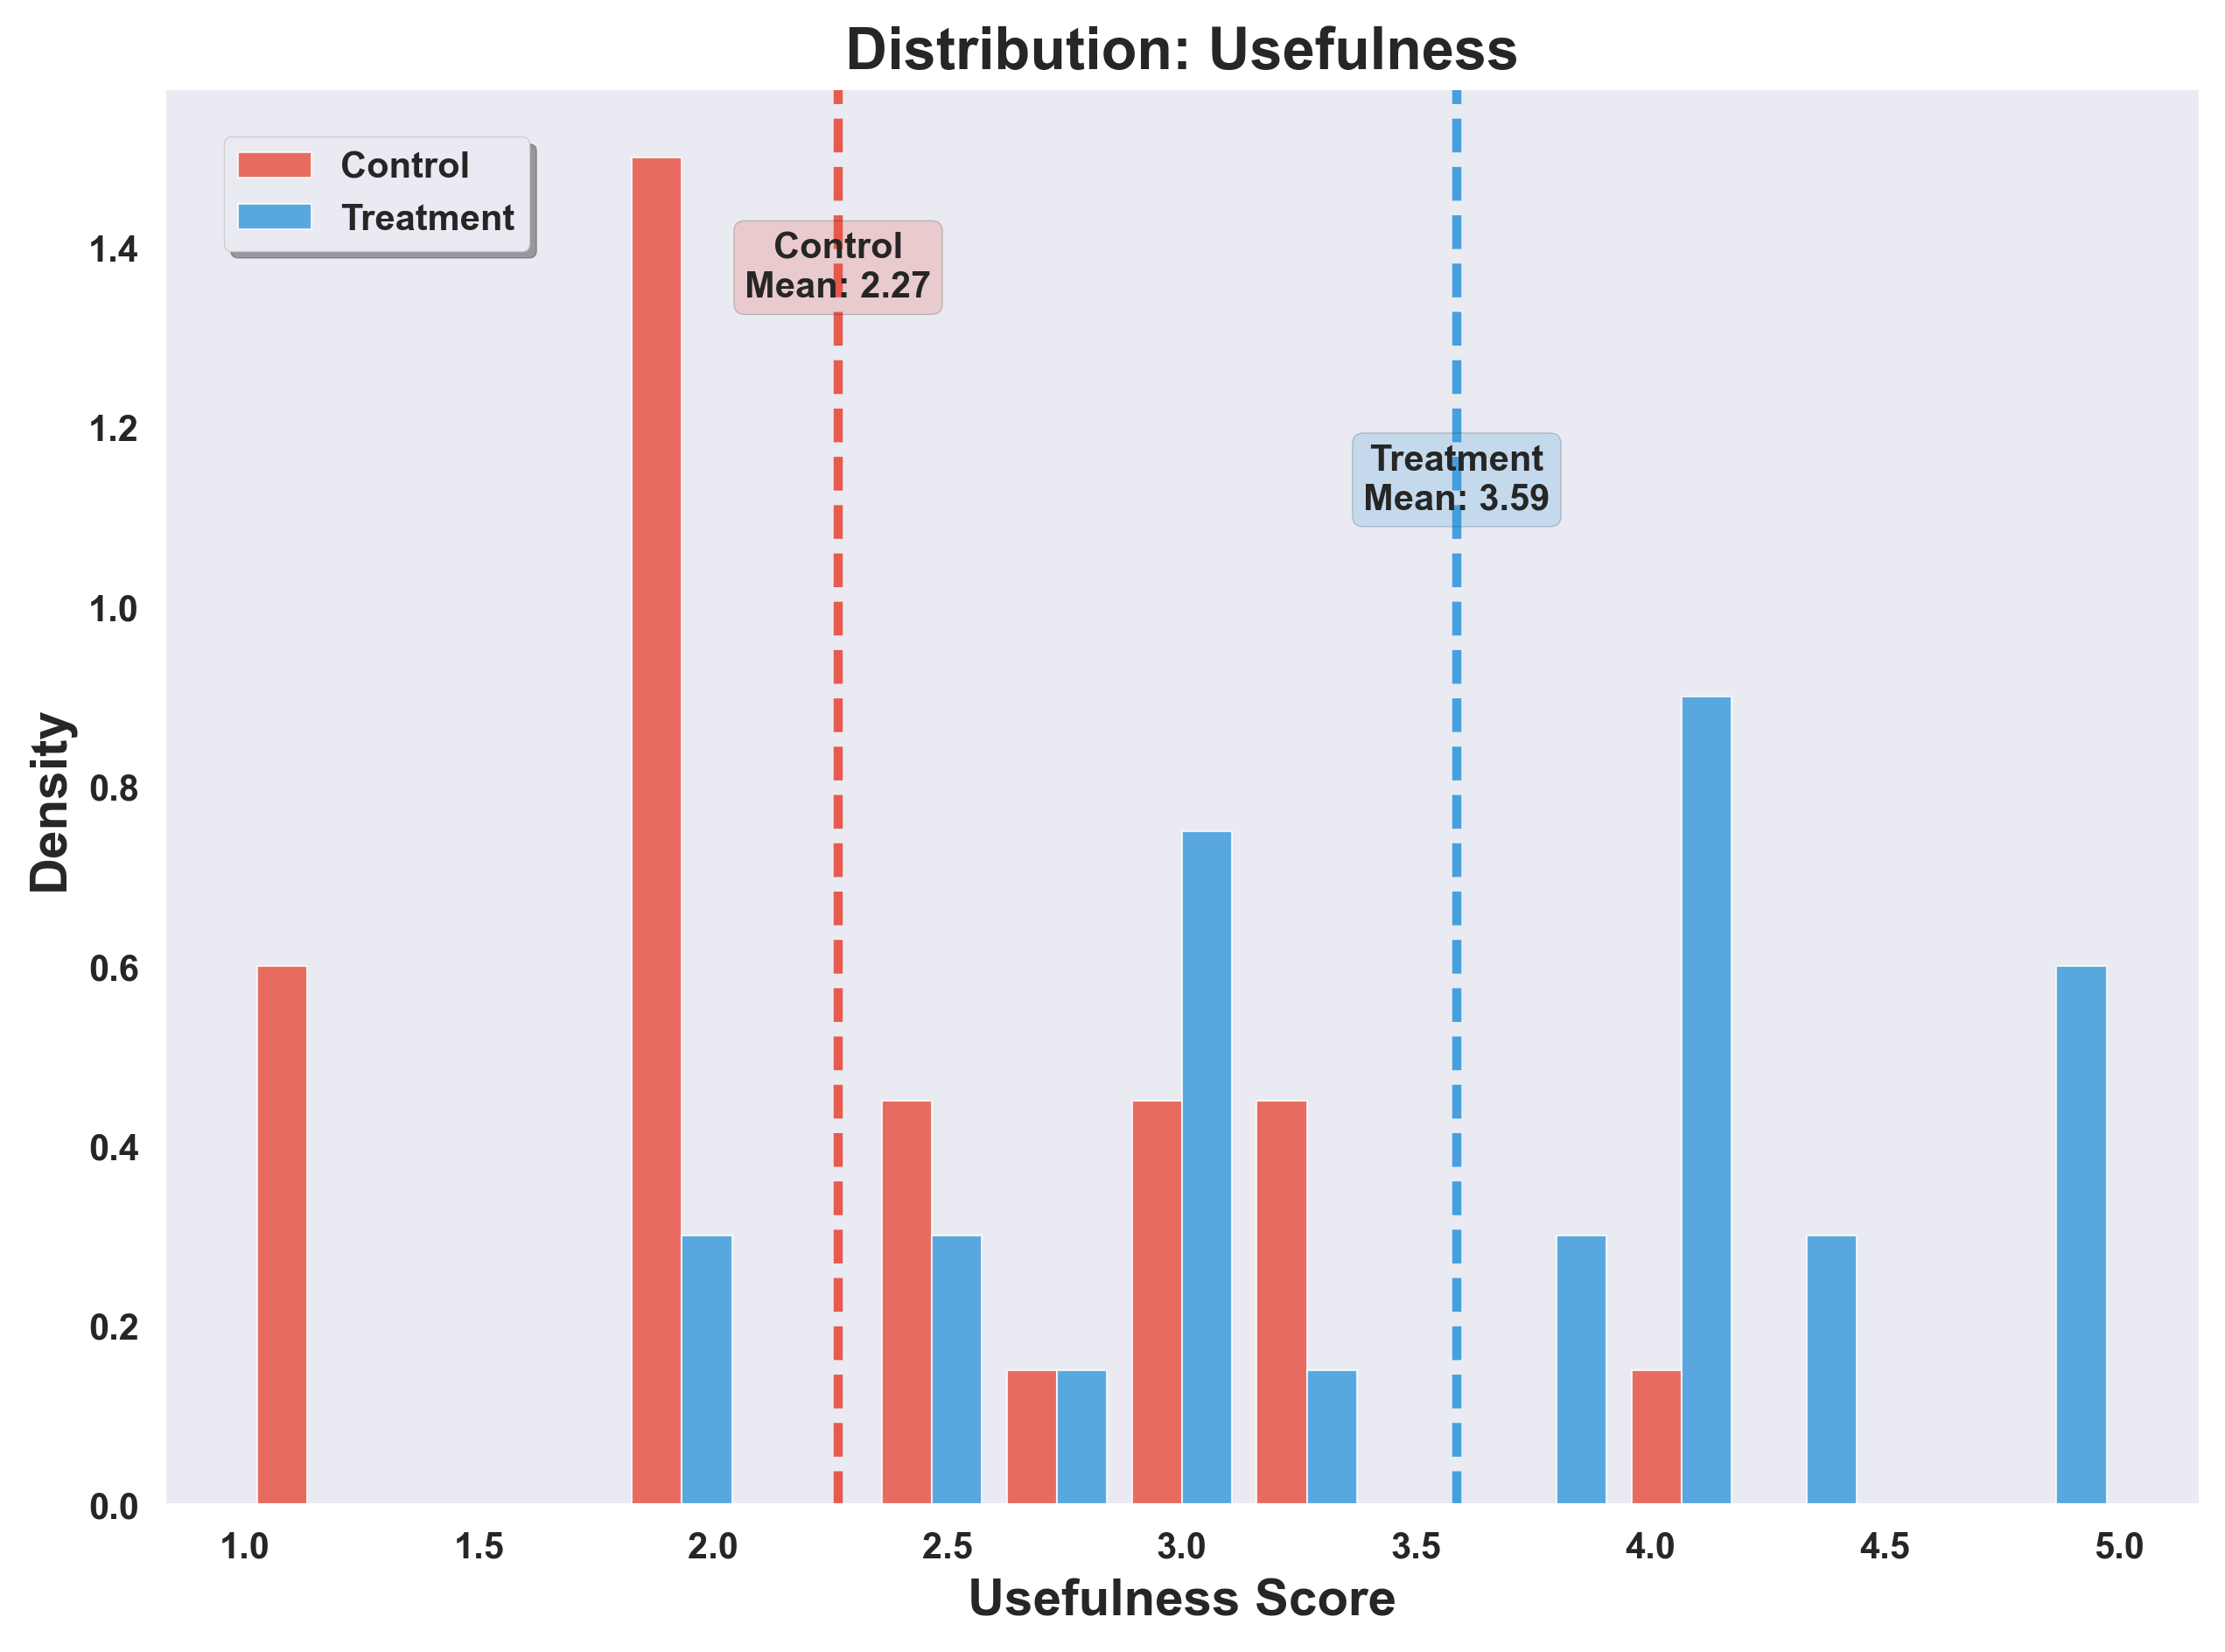 Distribution: Usefulness
Control
Treatment
Control
Mean: 2.27
Treatment
Mean: 3.59
Density
1.4
1.2
1.0
0.8
0.6
0.4
0.2
0.0
1.0 1.5 2.0 2.5 3.0 3.5 4.0 4.5 5.0
Usefulness Score